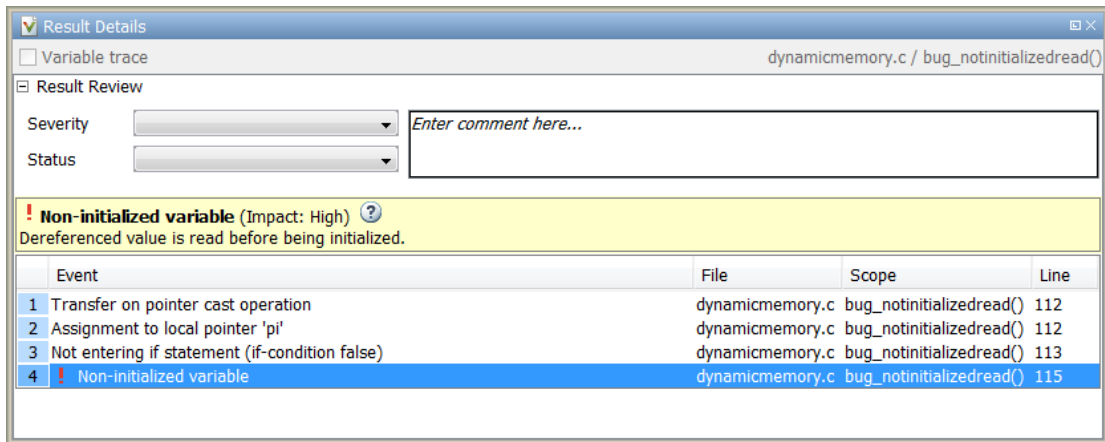 Result Details
Variable trace dynamicmemory.c / bug_notinitializedread()
Result Review
Severity Enter comment here...
Status
! Non-initialized variable (Impact: High) ?
Dereferenced value is read before being initialized.
Event File Scope Line
1 Transfer on pointer cast operation dynamicmemory.c bug_notinitializedread() 112
2 Assignment to local pointer 'pi' dynamicmemory.c bug_notinitializedread() 112
3 Not entering if statement (if-condition false) dynamicmemory.c bug_notinitializedread() 113
4 ! Non-initialized variable dynamicmemory.c bug_notinitializedread() 115